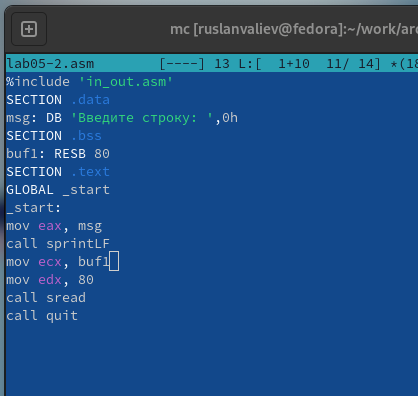 mc [ruslanvaliev@fedora]:~/work/arc
lab05-2.asm [----] 13 L:[ 1+10 11/ 14] *(18
%include 'in_out.asm'
SECTION .data
msg: DB 'Введите строку: ',0h
SECTION .bss
buf1: RESB 80
SECTION .text
GLOBAL _start
_start:
mov eax, msg
call sprintLF
mov ecx, buf1
mov edx, 80
call sread
call quit